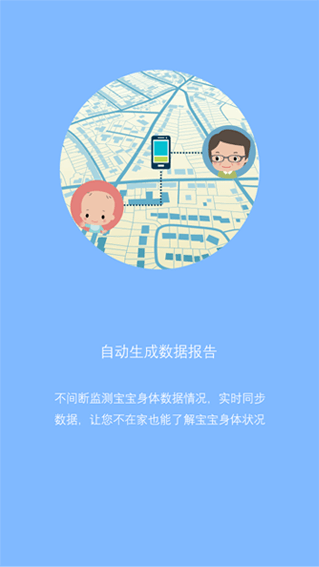 自动生成数据报告
不间断监测宝宝身体数据情况，实时同步
数据，让您不在家也能了解宝宝身体状况